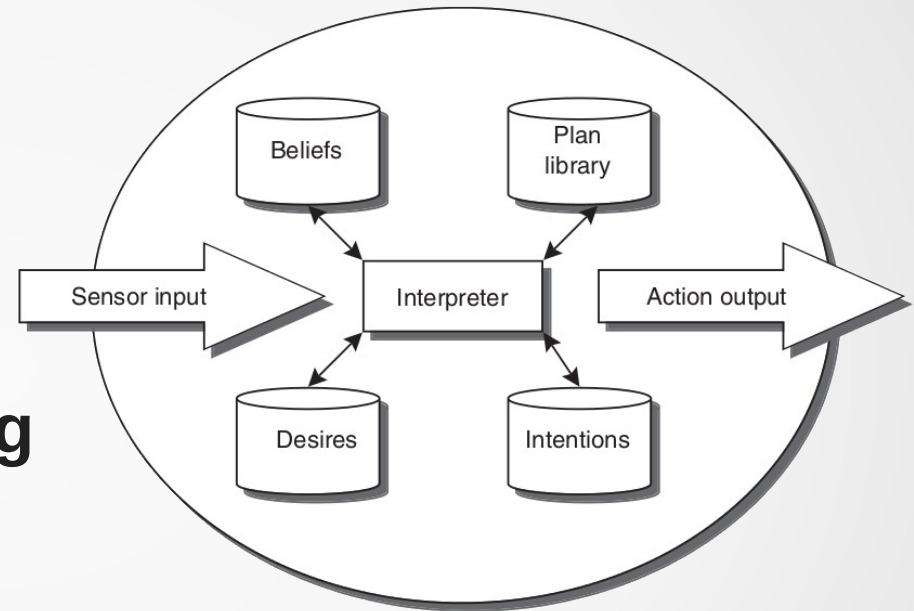 Beliefs
Plan
library
Sensor input
Interpreter
Action output
g
Desires
Intentions